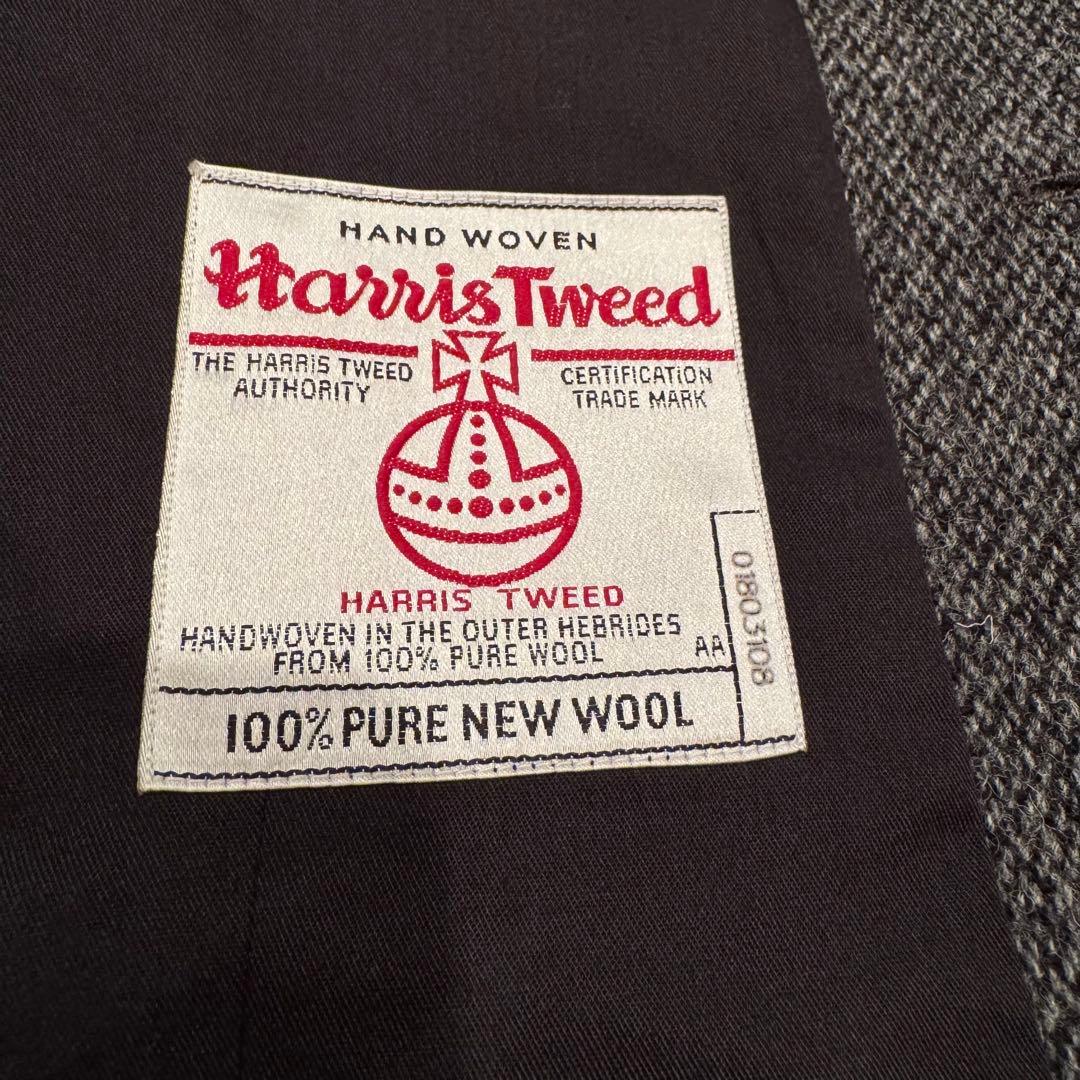 HAND WOVEN
Harris Tweed
THE HARRIS TWEED
AUTHORITY
CERTIFICATION
TRADE MARK
HARRIS TWEED
HANDWOVEN IN THE OUTER HEBRIDES
FROM 100% PURE WOOL
AA
01803108
100% PURE NEW WOOL